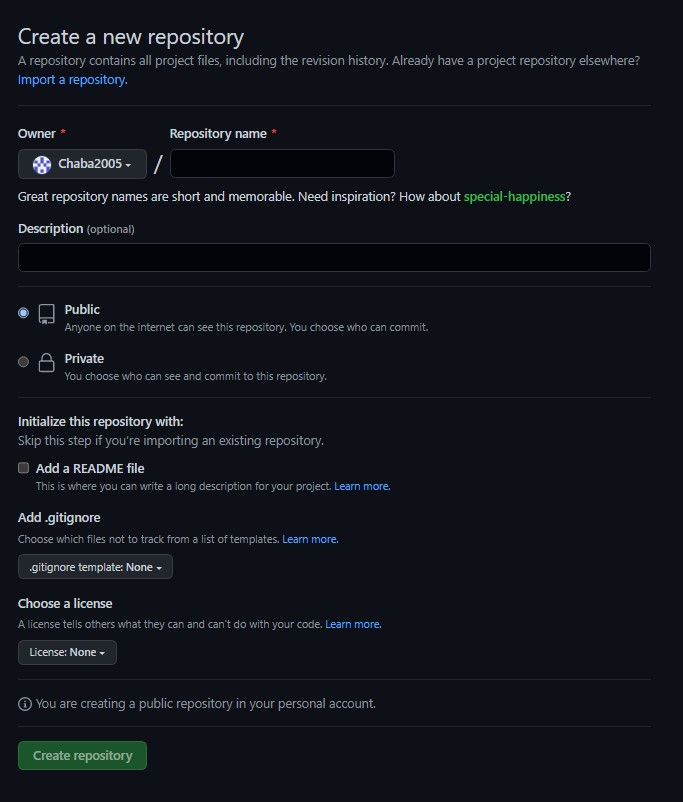 Create a new repository
A repository contains all project files, including the revision history. Already have a project repository elsewhere?
Import a repository.
Owner * Repository name *
Chaba2005 /
Great repository names are short and memorable. Need inspiration? How about special-happiness?
Description (optional)
Public
Anyone on the internet can see this repository. You choose who can commit.
Private
You choose who can see and commit to this repository.
Initialize this repository with:
Skip this step if you're importing an existing repository.
Add a README file
This is where you can write a long description for your project. Learn more.
Add .gitignore
Choose which files not to track from a list of templates. Learn more.
.gitignore template: None
Choose a license
A license tells others what they can and can't do with your code. Learn more.
License: None
You are creating a public repository in your personal account.
Create repository